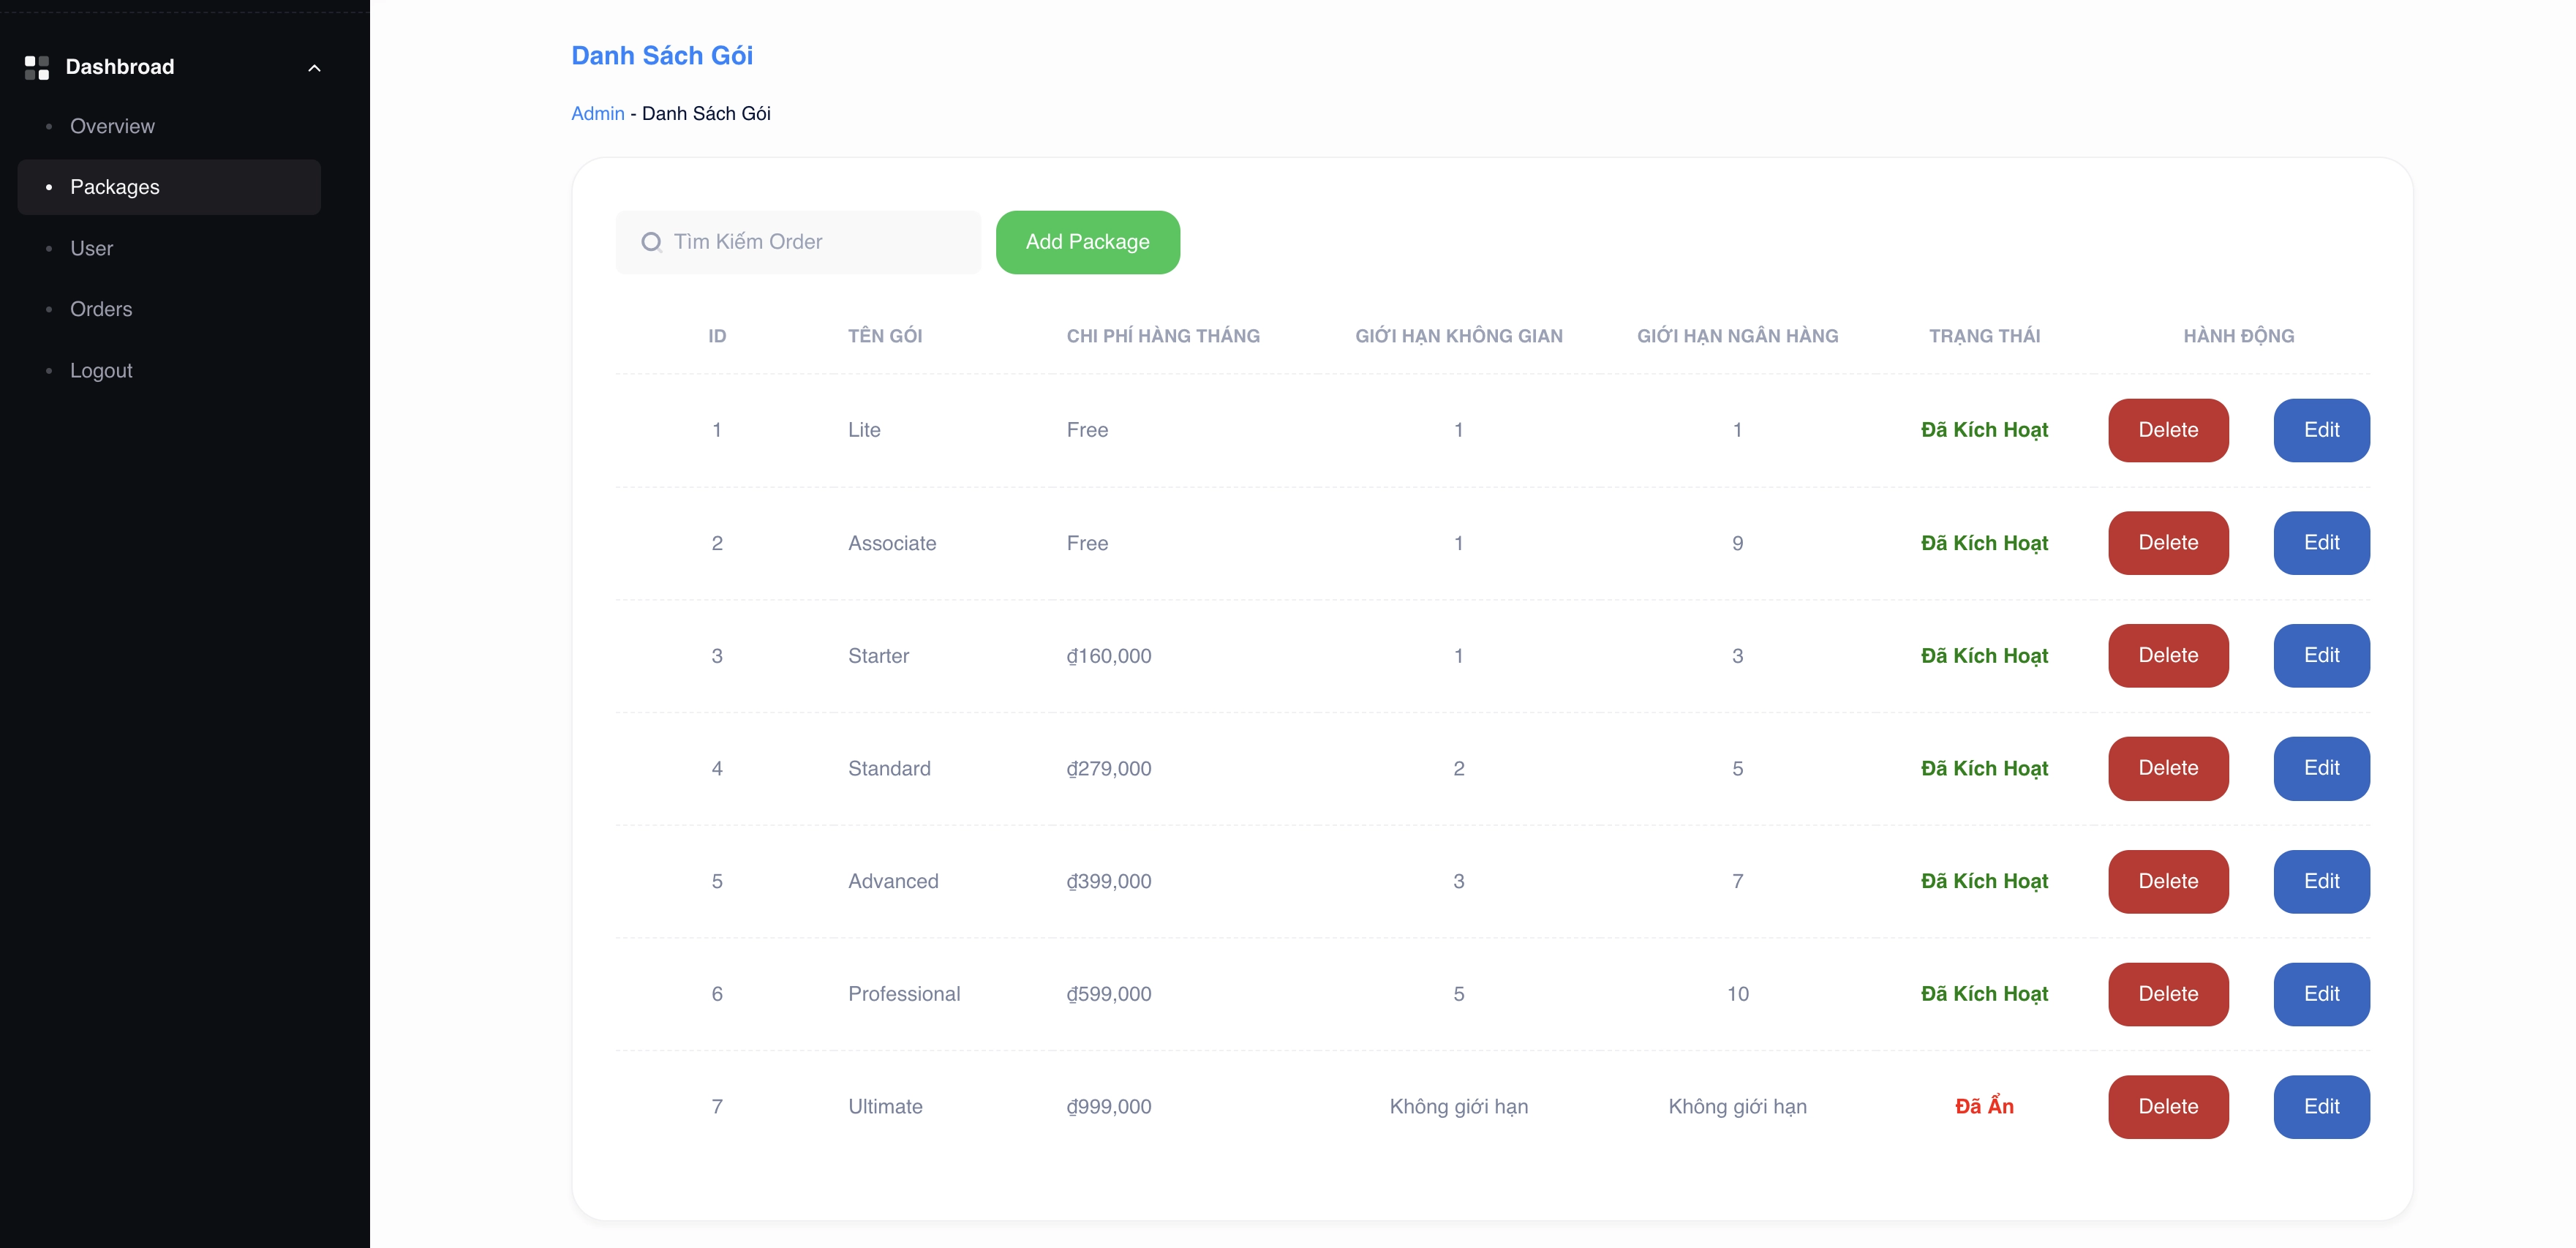 Dashbroad
Overview
Packages
User
Orders
Logout
Danh Sách Gói
Admin - Danh Sách Gói
Tìm Kiếm Order Add Package
ID TÊN GÓI CHI PHÍ HÀNG THÁNG GIỚI HẠN KHÔNG GIAN GIỚI HẠN NGÂN HÀNG TRẠNG THÁI HÀNH ĐỘNG
1 Lite Free 1 1 Đã Kích Hoạt Delete Edit
2 Associate Free 1 9 Đã Kích Hoạt Delete Edit
3 Starter ₫160,000 1 3 Đã Kích Hoạt Delete Edit
4 Standard ₫279,000 2 5 Đã Kích Hoạt Delete Edit
5 Advanced ₫399,000 3 7 Đã Kích Hoạt Delete Edit
6 Professional ₫599,000 5 10 Đã Kích Hoạt Delete Edit
7 Ultimate ₫999,000 Không giới hạn Không giới hạn Đã Ẩn Delete Edit